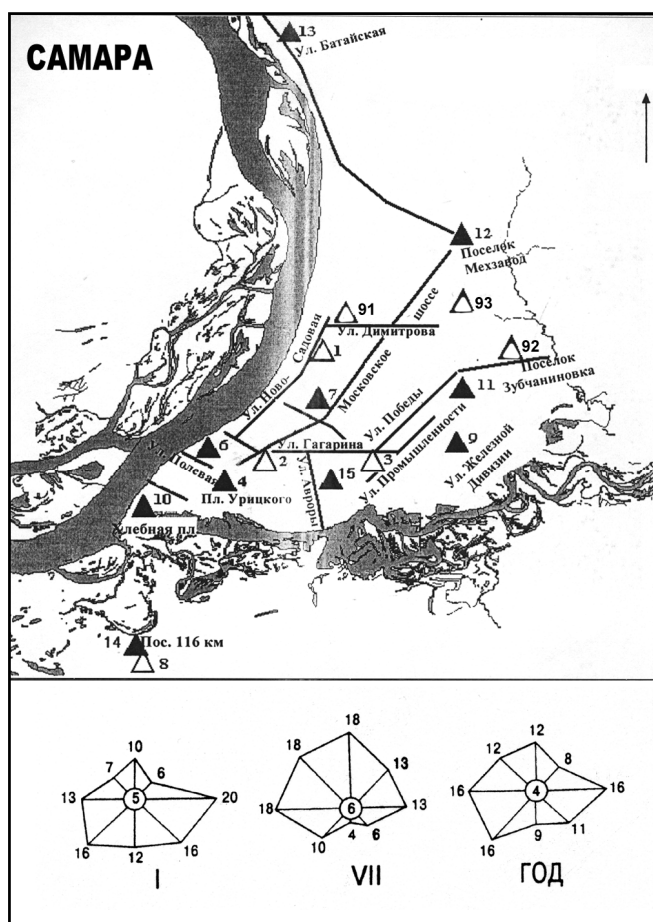 САМАРА
13
Ул. Батайская
12
Поселок
Мехзавод
93
91
Ул. Димитрова
шоссе
Московское
Садовая
Ул. Ново-
1
92
Поселок
Зубчаниновка
11
7
Ул. Победы
Ул. Гагарина
6
2
3
9
Ул. Железной
Дивизии
Ул. Промышленности
15
Ул. Авроры
Ул. Полевая
4
Пл. Урицкого
10
Хлебная пл
14
Пос. 116 км
8
10
7
6
13
5
20
16
12
16
I
18
18
13
18
6
13
10
4
6
VII
12
12
8
16
4
16
16
9
11
ГОД